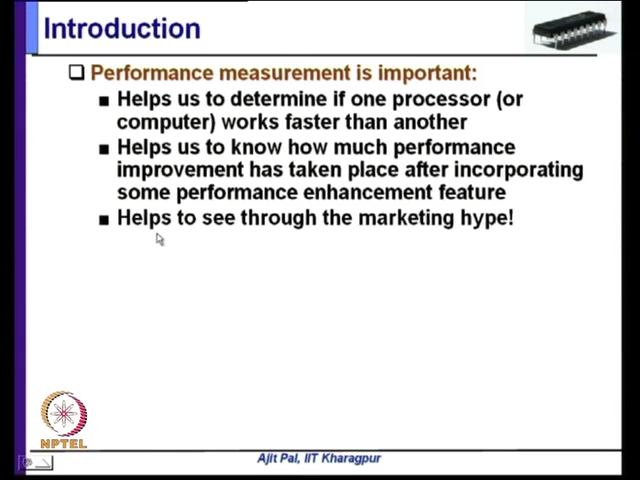 Introduction
Performance measurement is important:
Helps us to determine if one processor (or
computer) works faster than another
Helps us to know how much performance
improvement has taken place after incorporating
some performance enhancement feature
Helps to see through the marketing hype!
NPTEL
Ajit Pal, IIT Kharagpur